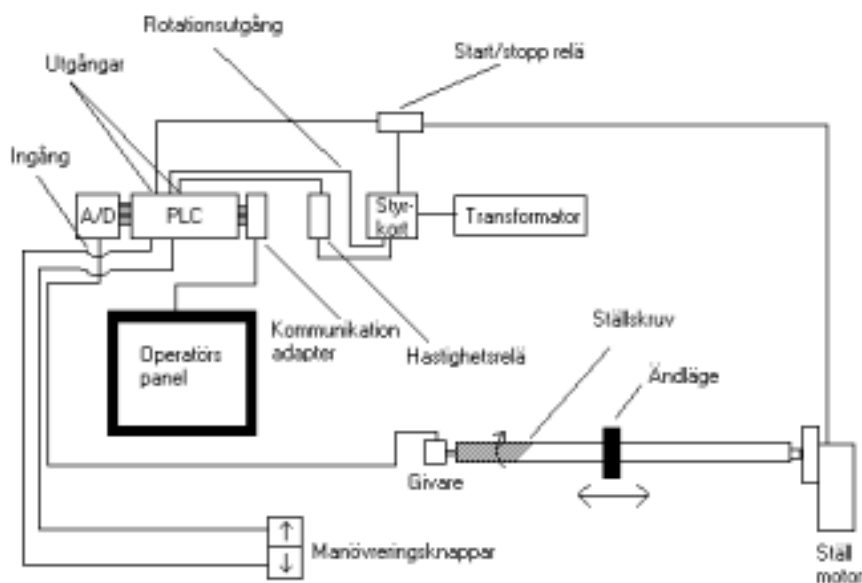 Rotationsutgång
Start/stopp relä
Utgångar
Ingång
A/D
PLC
Styr-
kort
Transformator
Kommunikation
adapter
Hastighetsrelä
Operatörs
panel
Ställskruv
Ändläge
Givare
Manövreringsknappar
Ställ
motor